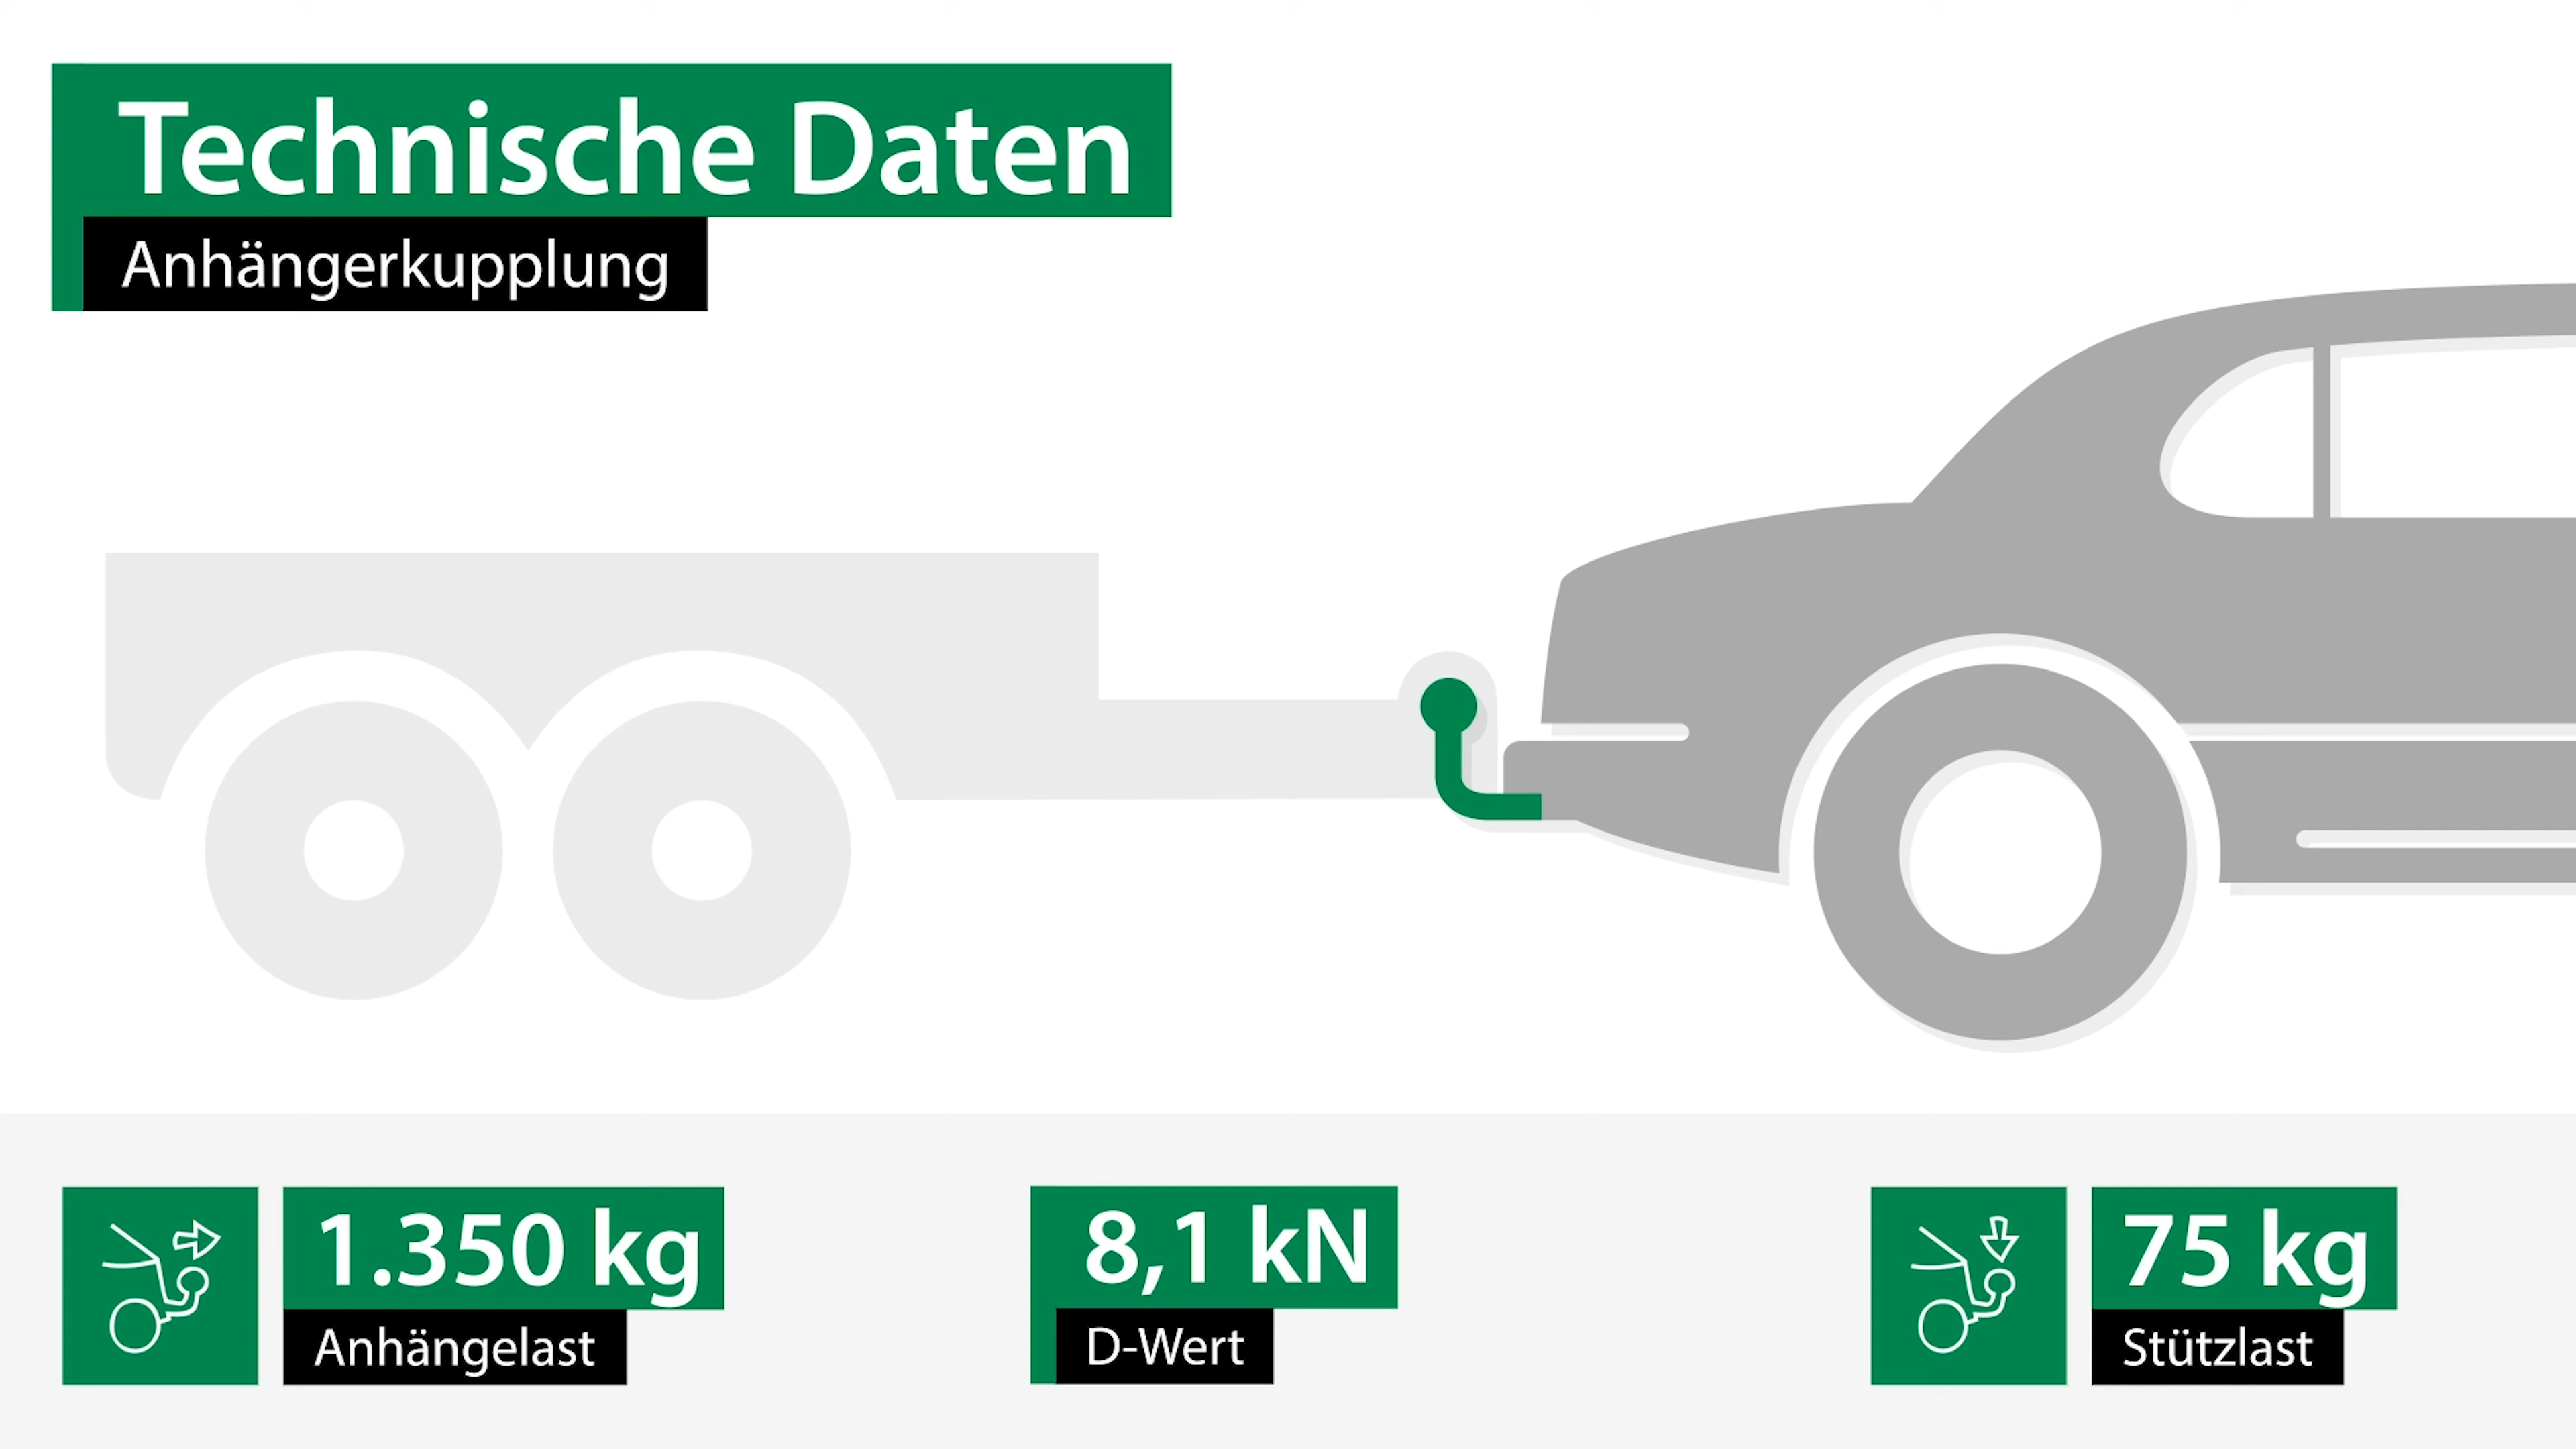 Technische Daten
Anhängerkupplung
1.350 kg
Anhängelast
8,1 kN
D-Wert
75 kg
Stützlast